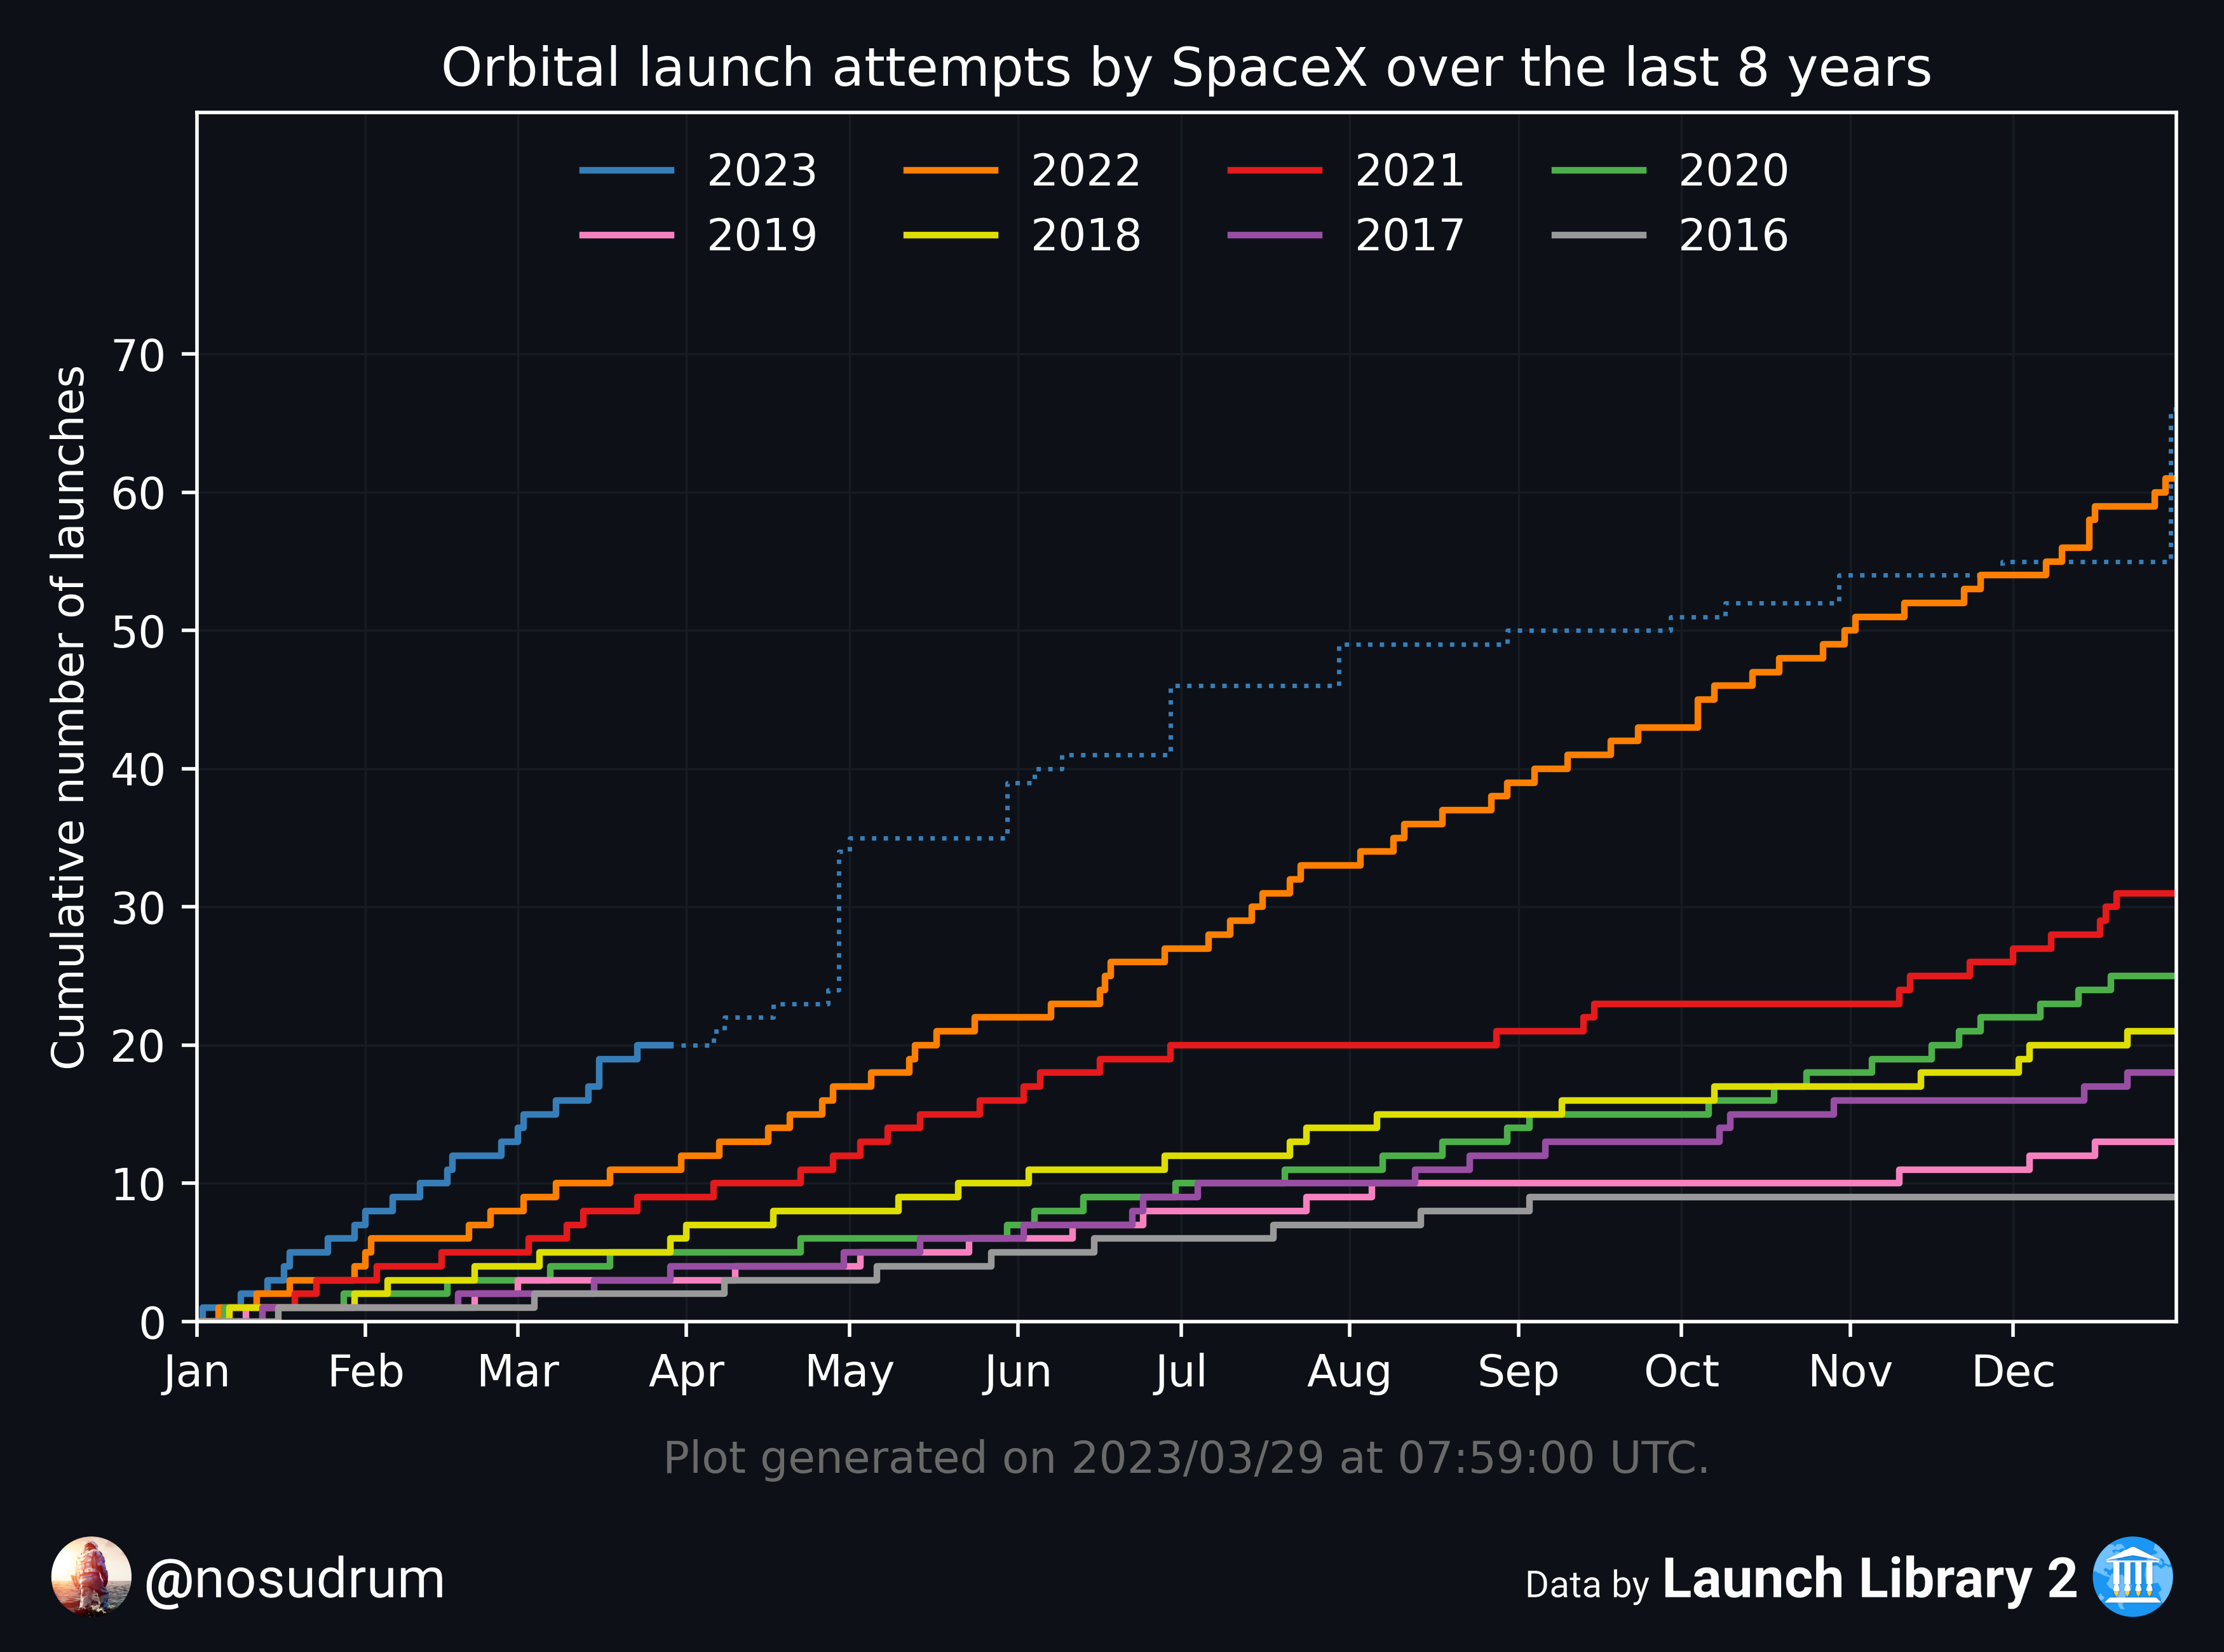 Orbital launch attempts by SpaceX over the last 8 years
2023 2022 2021 2020
2019 2018 2017 2016
Cumulative number of launches
70
60
50
40
30
20
10
0
Jan Feb Mar Apr May Jun Jul Aug Sep Oct Nov Dec
Plot generated on 2023/03/29 at 07:59:00 UTC.
@nosudrum
Data by Launch Library 2